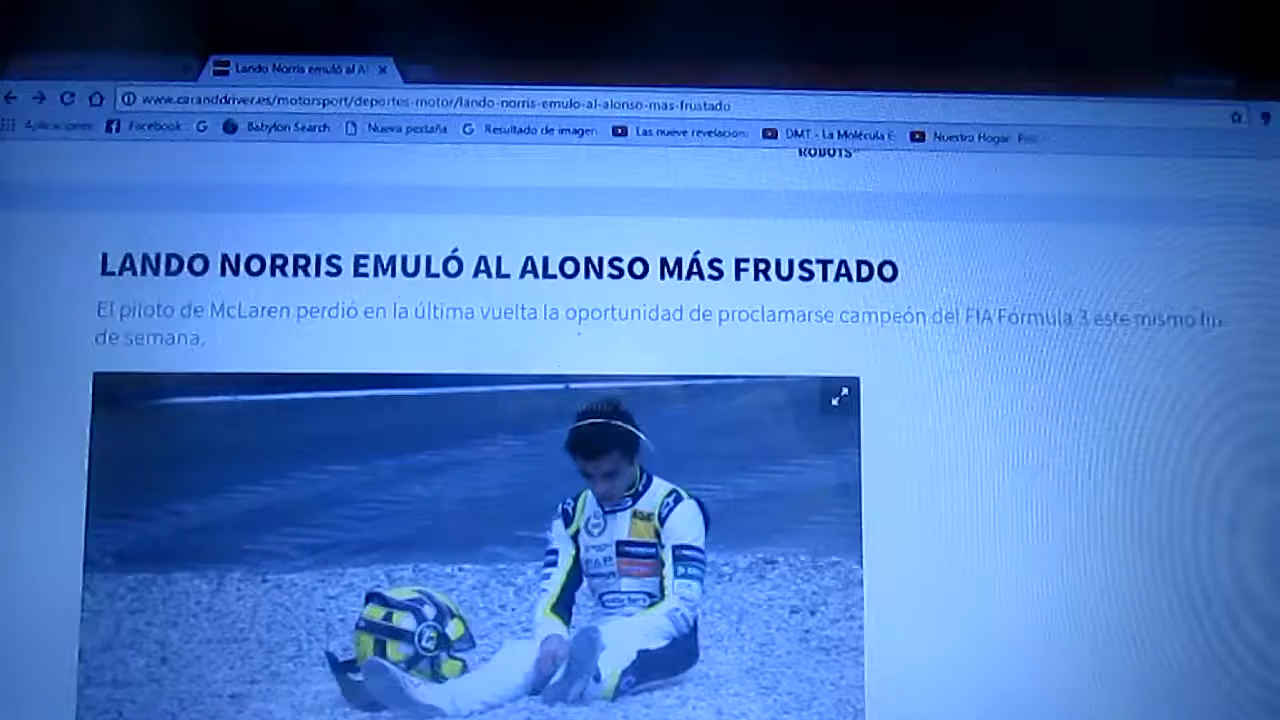 Lando Norris emuló al A
www.caranddriver.es/motorsport/deportes-motor/lando-norris-emulo-al-alonso-mas-frustado
Aplicaciones Facebook Babylon Search Nueva pestaña Resultado de imagen Las nueve revelacion DMT - La Molécula E Nuestro Hogar
ROBOTS"
LANDO NORRIS EMULÓ AL ALONSO MÁS FRUSTADO
El piloto de McLaren perdió en la última vuelta la oportunidad de proclamarse campeón del FIA Fórmula 3 este mismo fin
de semana.